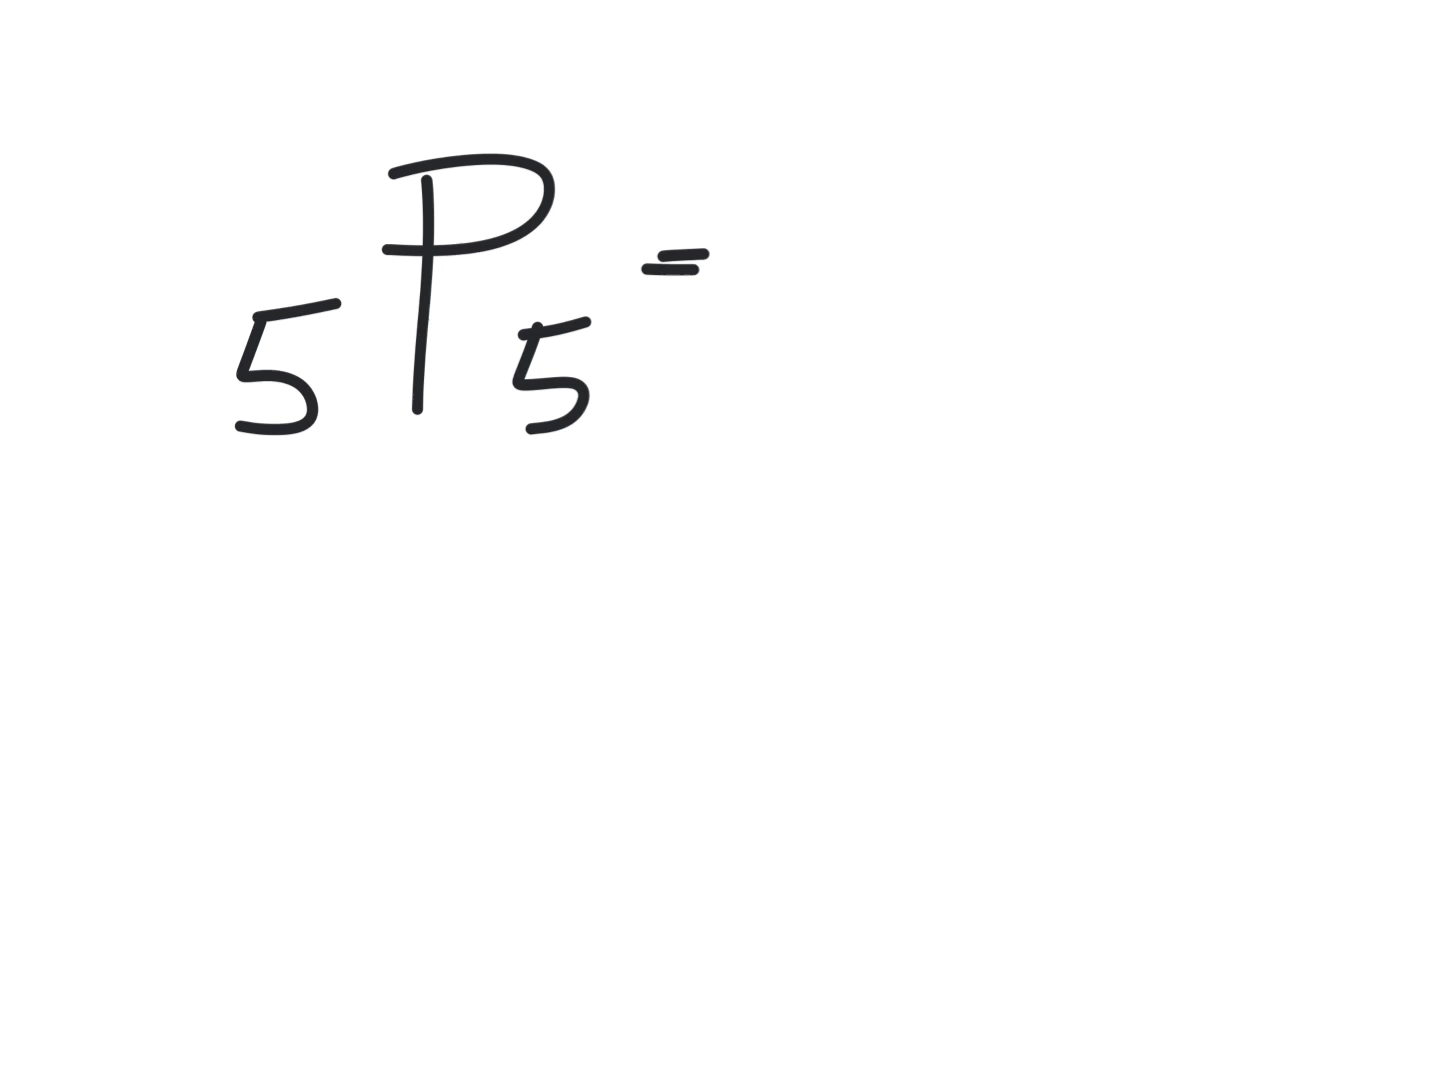 ₅P₅ =